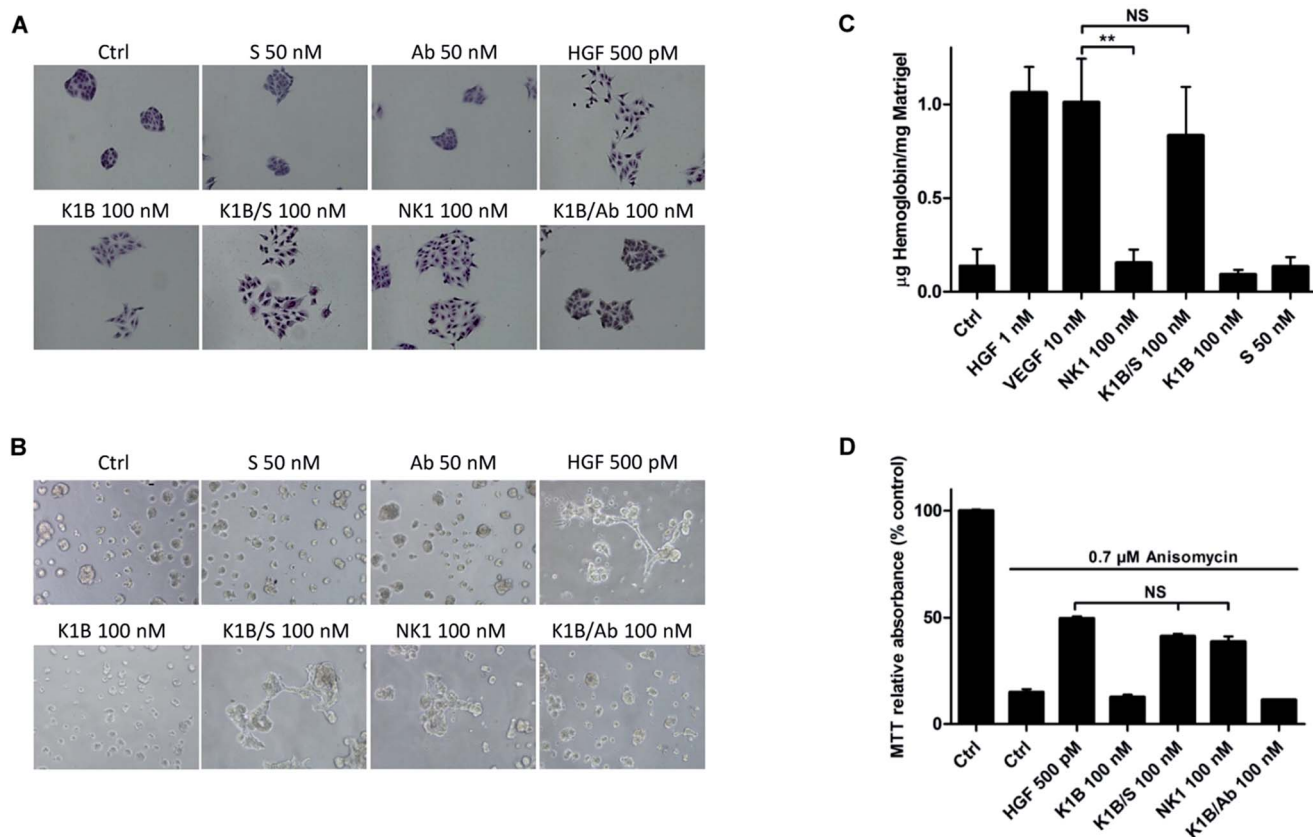 A
Ctrl
S 50 nM
Ab 50 nM
HGF 500 pM
K1B 100 nM
K1B/S 100 nM
NK1 100 nM
K1B/Ab 100 nM
B
Ctrl
S 50 nM
Ab 50 nM
HGF 500 pM
K1B 100 nM
K1B/S 100 nM
NK1 100 nM
K1B/Ab 100 nM
C
NS
**
µg Hemoglobin/mg Matrigel
1.0
0.5
0.0
Ctrl
HGF 1 nM
VEGF 10 nM
NK1 100 nM
K1B/S 100 nM
K1B 100 nM
S 50 nM
D
MTT relative absorbance (% control)
100
50
0
0.7 µM Anisomycin
NS
Ctrl
Ctrl
HGF 500 pM
K1B 100 nM
K1B/S 100 nM
NK1 100 nM
K1B/Ab 100 nM